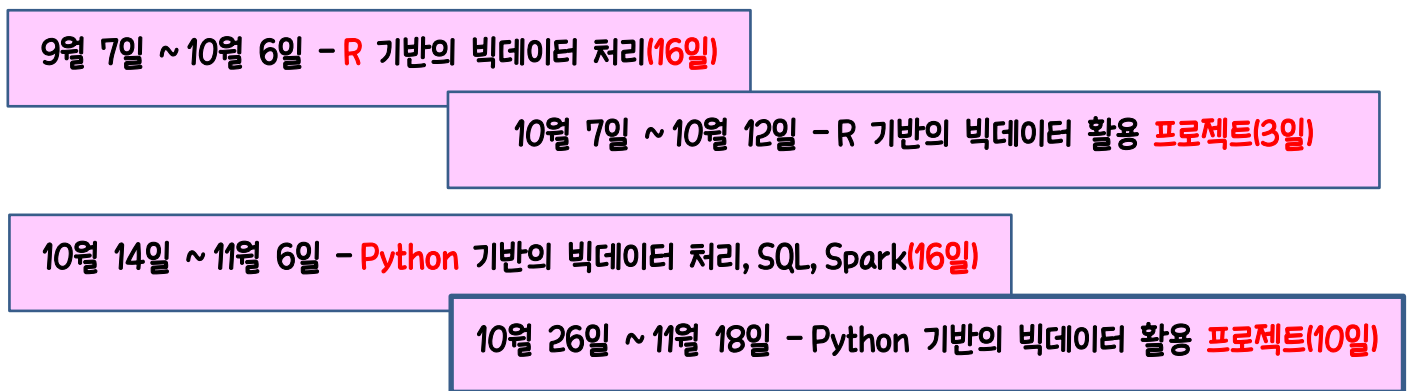 9월 7일 ~ 10월 6일 - R 기반의 빅데이터 처리(16일)
10월 7일 ~ 10월 12일 - R 기반의 빅데이터 활용 프로젝트(3일)
10월 14일 ~ 11월 6일 - Python 기반의 빅데이터 처리, SQL, Spark(16일)
10월 26일 ~ 11월 18일 - Python 기반의 빅데이터 활용 프로젝트(10일)